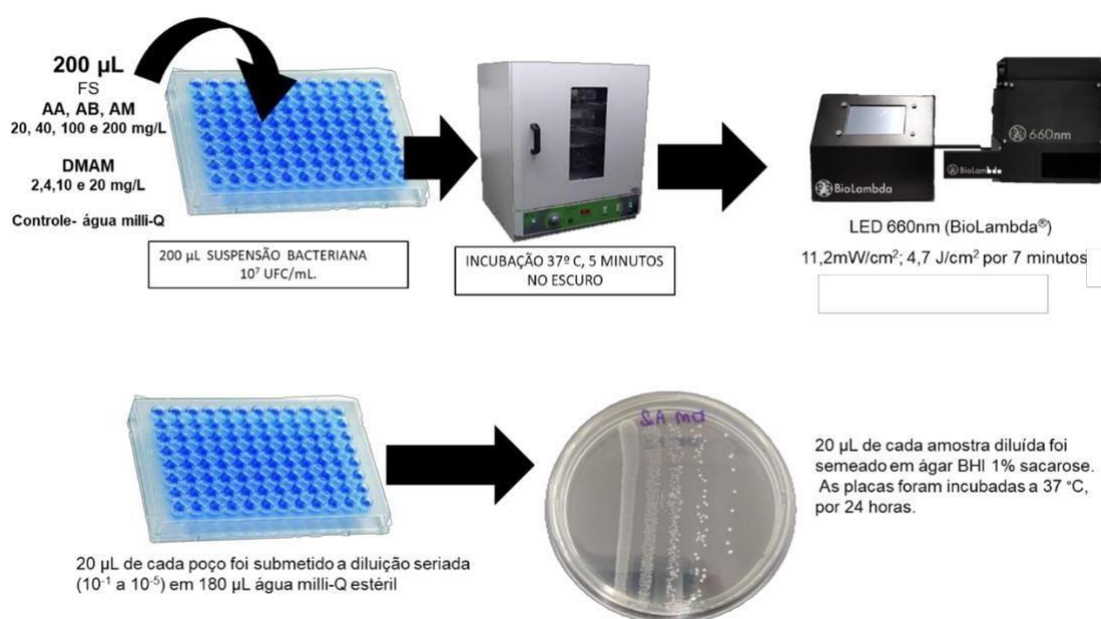 200 µL
FS
AA, AB, AM
20, 40, 100 e 200 mg/L
DMAM
2,4,10 e 20 mg/L
Controle- água milli-Q
200 µL SUSPENSÃO BACTERIANA
10⁷ UFC/mL.
INCUBAÇÃO 37º C, 5 MINUTOS
NO ESCURO
BioLambda
660nm
BioLambda
LED 660nm (BioLambda®)
11,2mW/cm²; 4,7 J/cm² por 7 minutos
20 µL de cada poço foi submetido a diluição seriada
(10⁻¹ a 10⁻⁵) em 180 µL água milli-Q estéril
20 µL de cada amostra diluída foi
semeado em ágar BHI 1% sacarose.
As placas foram incubadas a 37 °C,
por 24 horas.